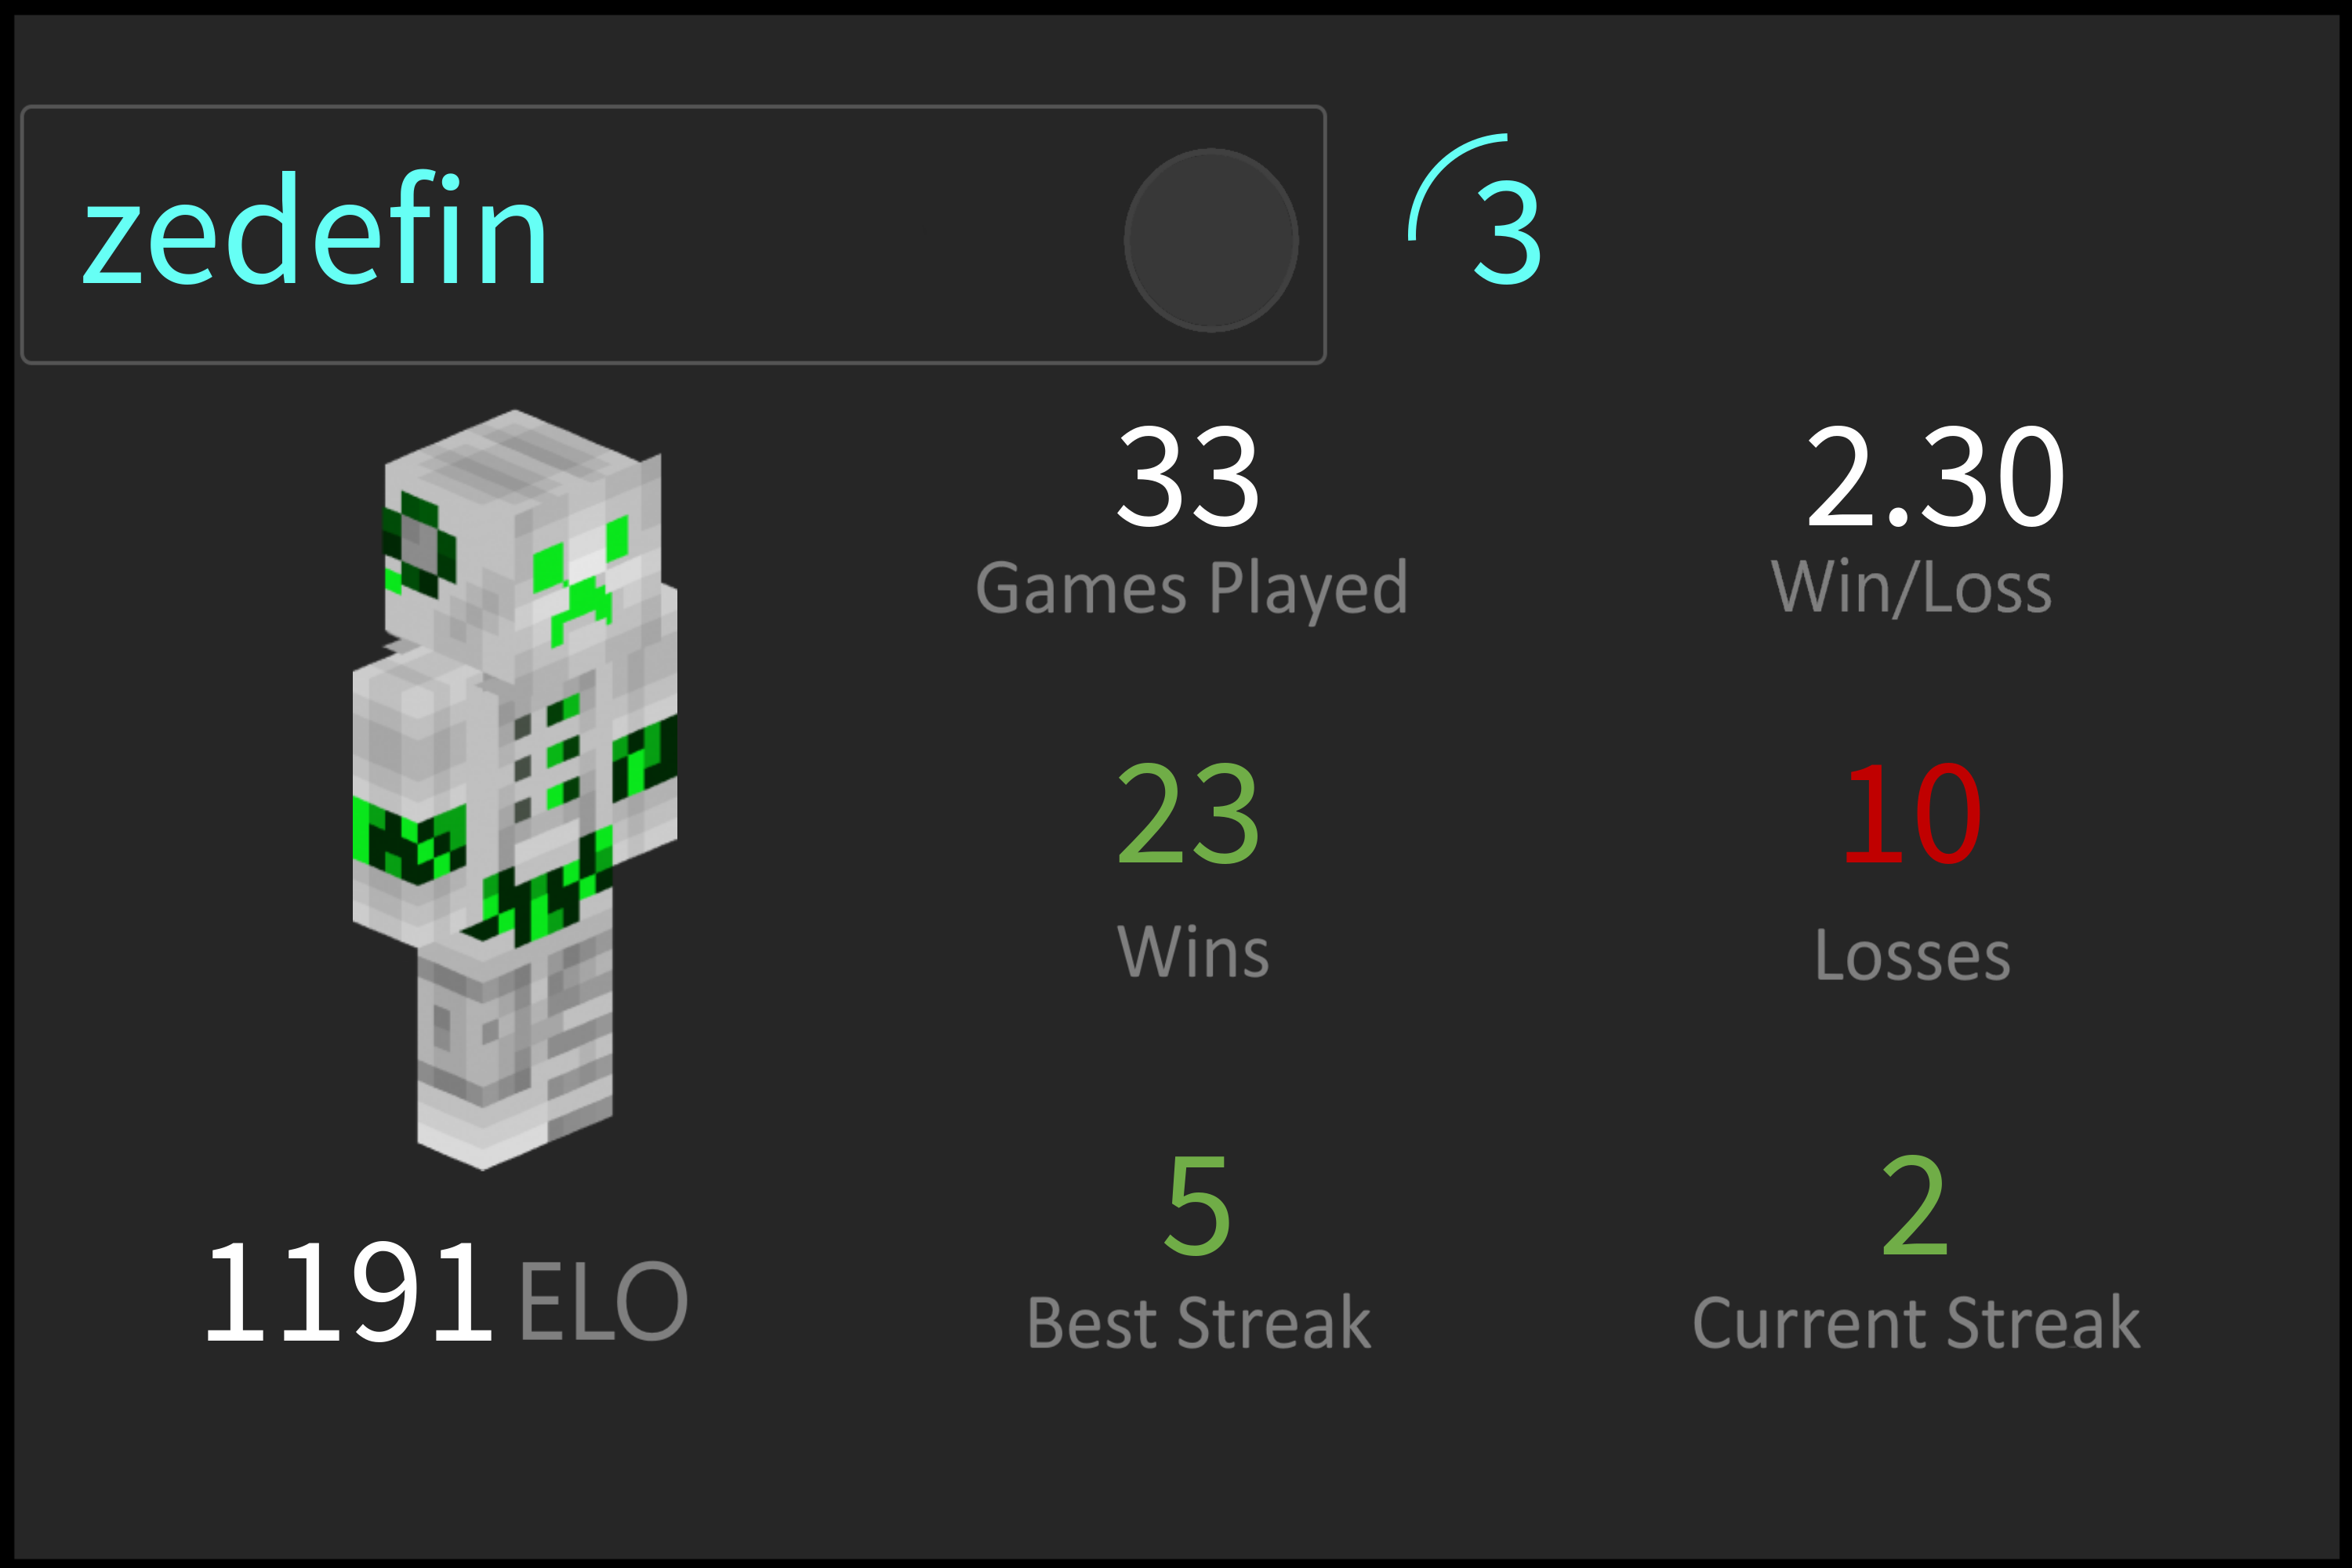 zedefin
3
33 2.30
Games Played Win/Loss
23 10
Wins Losses
5 2
Best Streak Current Streak
1191 ELO